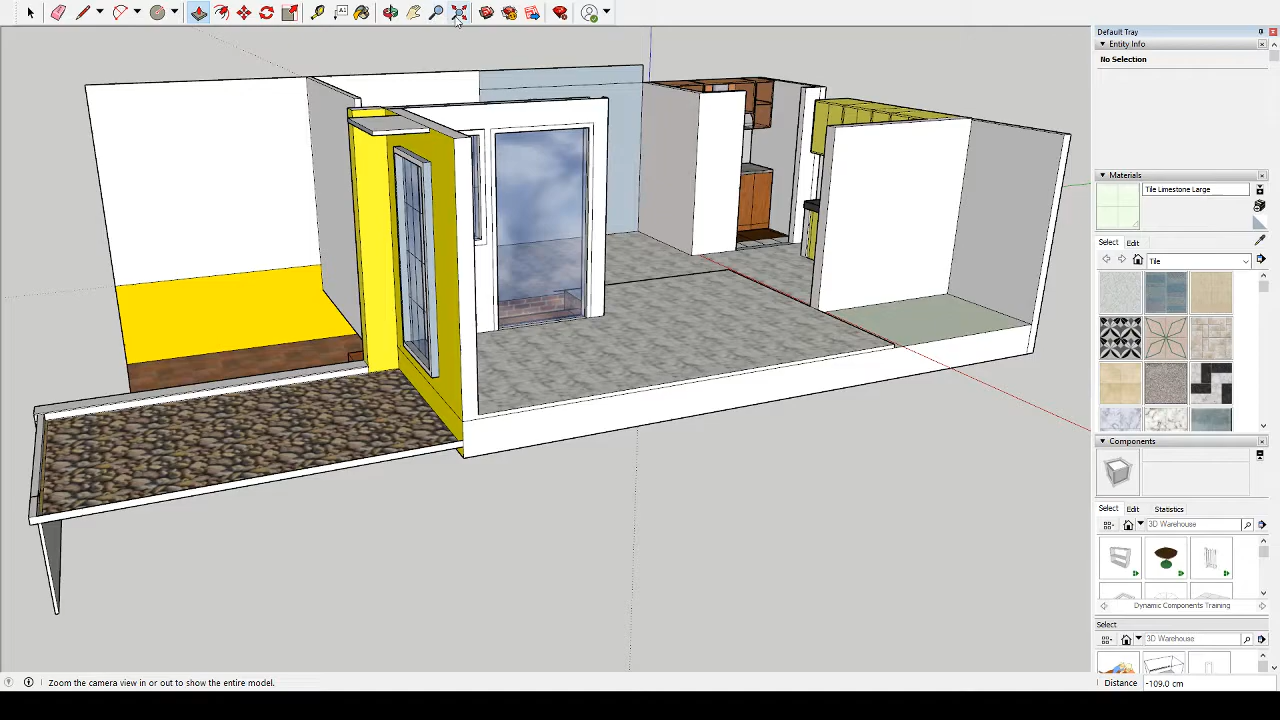 Default Tray
Entity Info
No Selection
Materials
Tile Limestone Large
Select Edit
Tile
Components
Select Edit Statistics
3D Warehouse
Dynamic Components Training
Select
3D Warehouse
Zoom the camera view in or out to show the entire model.
Distance -109.0 cm